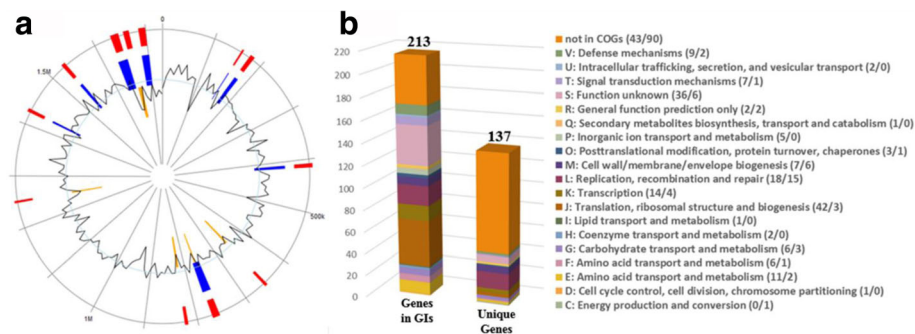 a
0
500k
1M
1.5M
b
213
137
220
200
180
160
140
120
100
80
60
40
20
0
Genes
in GIs
Unique
Genes
not in COGs (43/90)
V: Defense mechanisms (9/2)
U: Intracellular trafficking, secretion, and vesicular transport (2/0)
T: Signal transduction mechanisms (7/1)
S: Function unknown (36/6)
R: General function prediction only (2/2)
Q: Secondary metabolites biosynthesis, transport and catabolism (1/0)
P: Inorganic ion transport and metabolism (5/0)
O: Posttranslational modification, protein turnover, chaperones (3/1)
M: Cell wall/membrane/envelope biogenesis (7/6)
L: Replication, recombination and repair (18/15)
K: Transcription (14/4)
J: Translation, ribosomal structure and biogenesis (42/3)
I: Lipid transport and metabolism (1/0)
H: Coenzyme transport and metabolism (2/0)
G: Carbohydrate transport and metabolism (6/3)
F: Amino acid transport and metabolism (6/1)
E: Amino acid transport and metabolism (11/2)
D: Cell cycle control, cell division, chromosome partitioning (1/0)
C: Energy production and conversion (0/1)